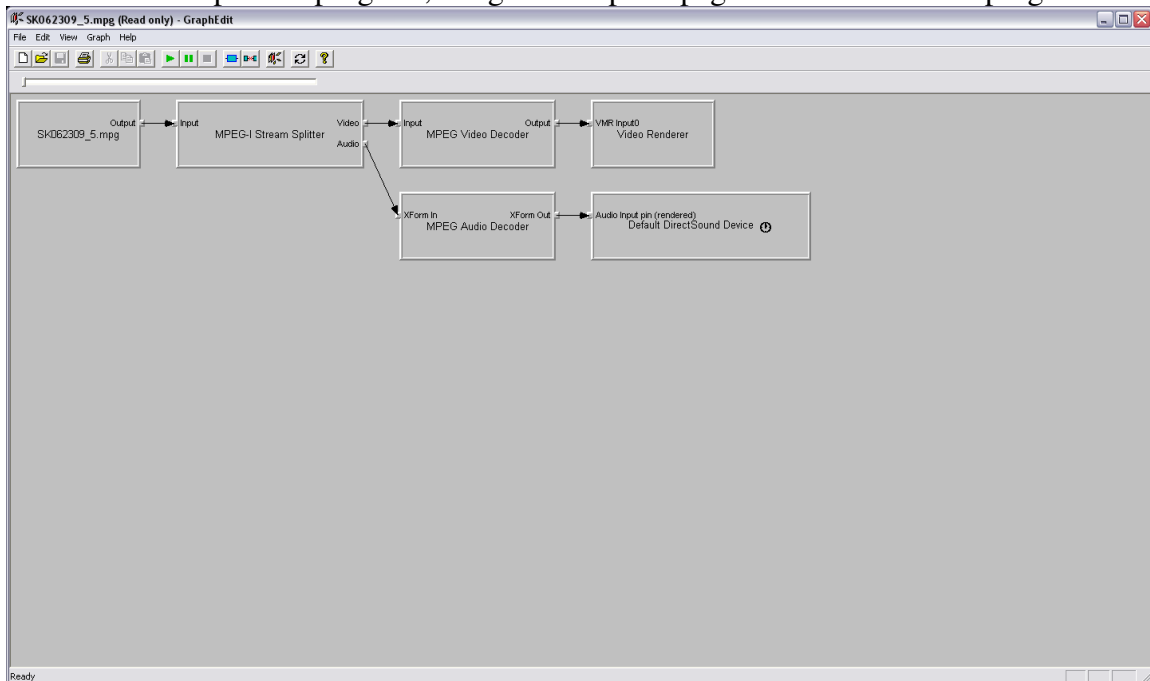 SK062309_5.mpg (Read only) - GraphEdit
File Edit View Graph Help
SK062309_5.mpg
Output
Input
MPEG-I Stream Splitter
Video
Audio
Input
MPEG Video Decoder
Output
VMR Input0
Video Renderer
XForm In
MPEG Audio Decoder
XForm Out
Audio Input pin (rendered)
Default DirectSound Device
Ready